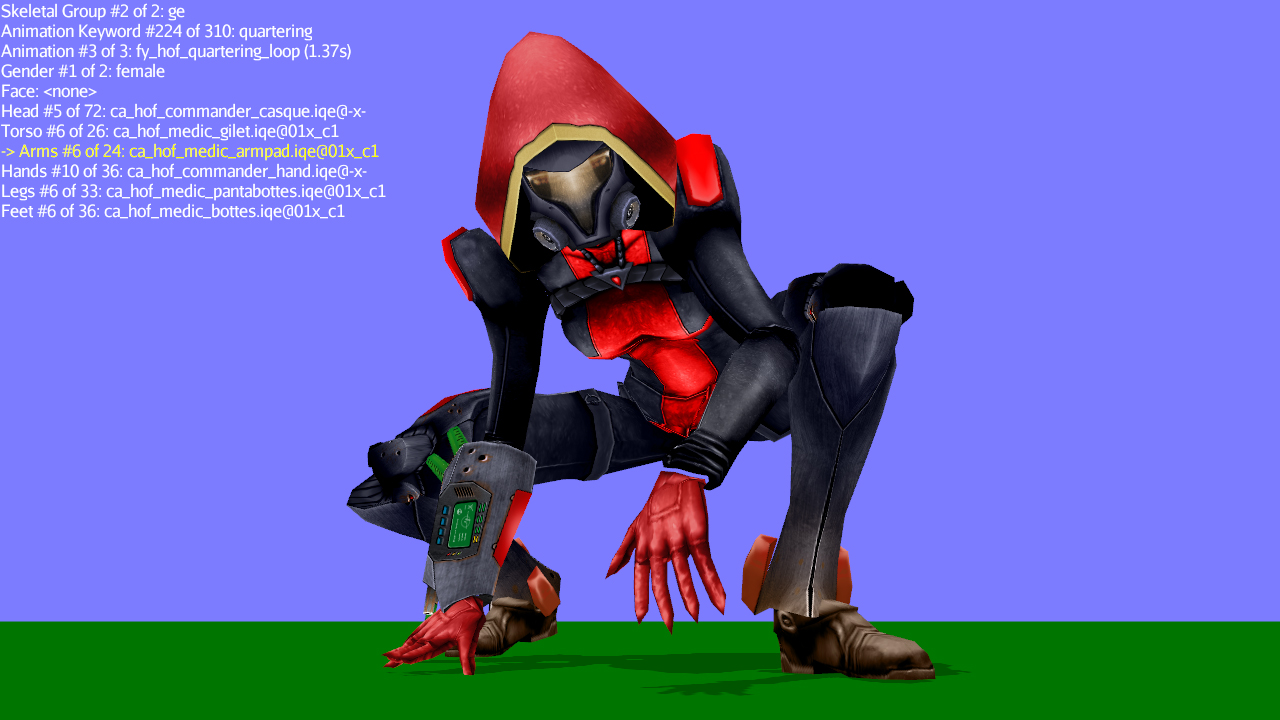 Skeletal Group #2 of 2: ge
Animation Keyword #224 of 310: quartering
Animation #3 of 3: fy_hof_quartering_loop (1.37s)
Gender #1 of 2: female
Face: <none>
Head #5 of 72: ca_hof_commander_casque.iqe@-x-
Torso #6 of 26: ca_hof_medic_gilet.iqe@01x_c1
-> Arms #6 of 24: ca_hof_medic_armpad.iqe@01x_c1
Hands #10 of 36: ca_hof_commander_hand.iqe@-x-
Legs #6 of 33: ca_hof_medic_pantabottes.iqe@01x_c1
Feet #6 of 36: ca_hof_medic_bottes.iqe@01x_c1